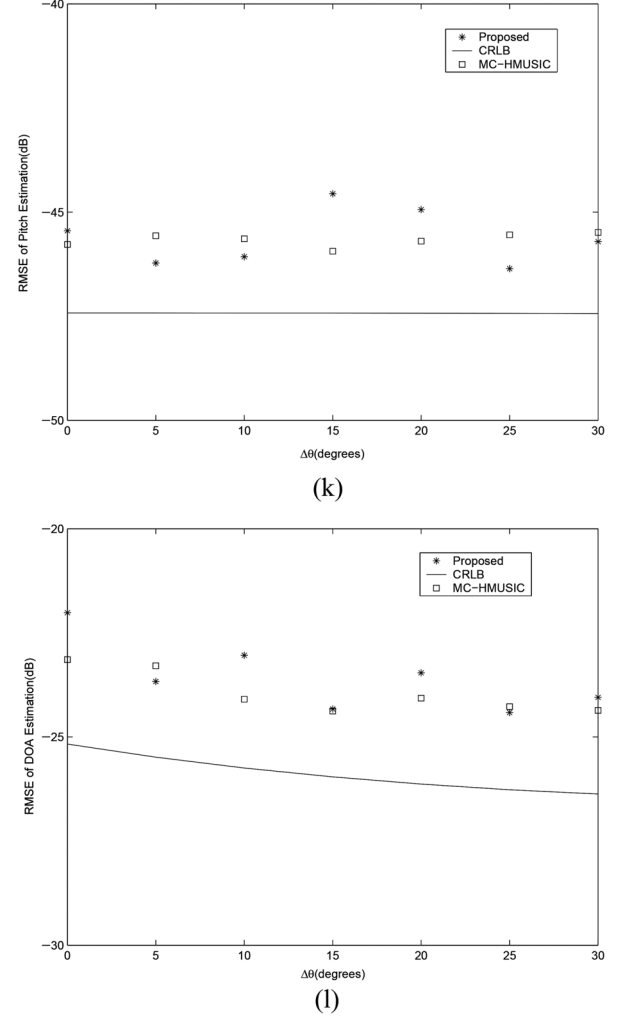 −40
Proposed
CRLB
MC−HMUSIC
RMSE of Pitch Estimation(dB)
−45
−50
0 5 10 15 20 25 30
Δθ(degrees)
(k)
−20
Proposed
CRLB
MC−HMUSIC
RMSE of DOA Estimation(dB)
−25
−30
0 5 10 15 20 25 30
Δθ(degrees)
(l)